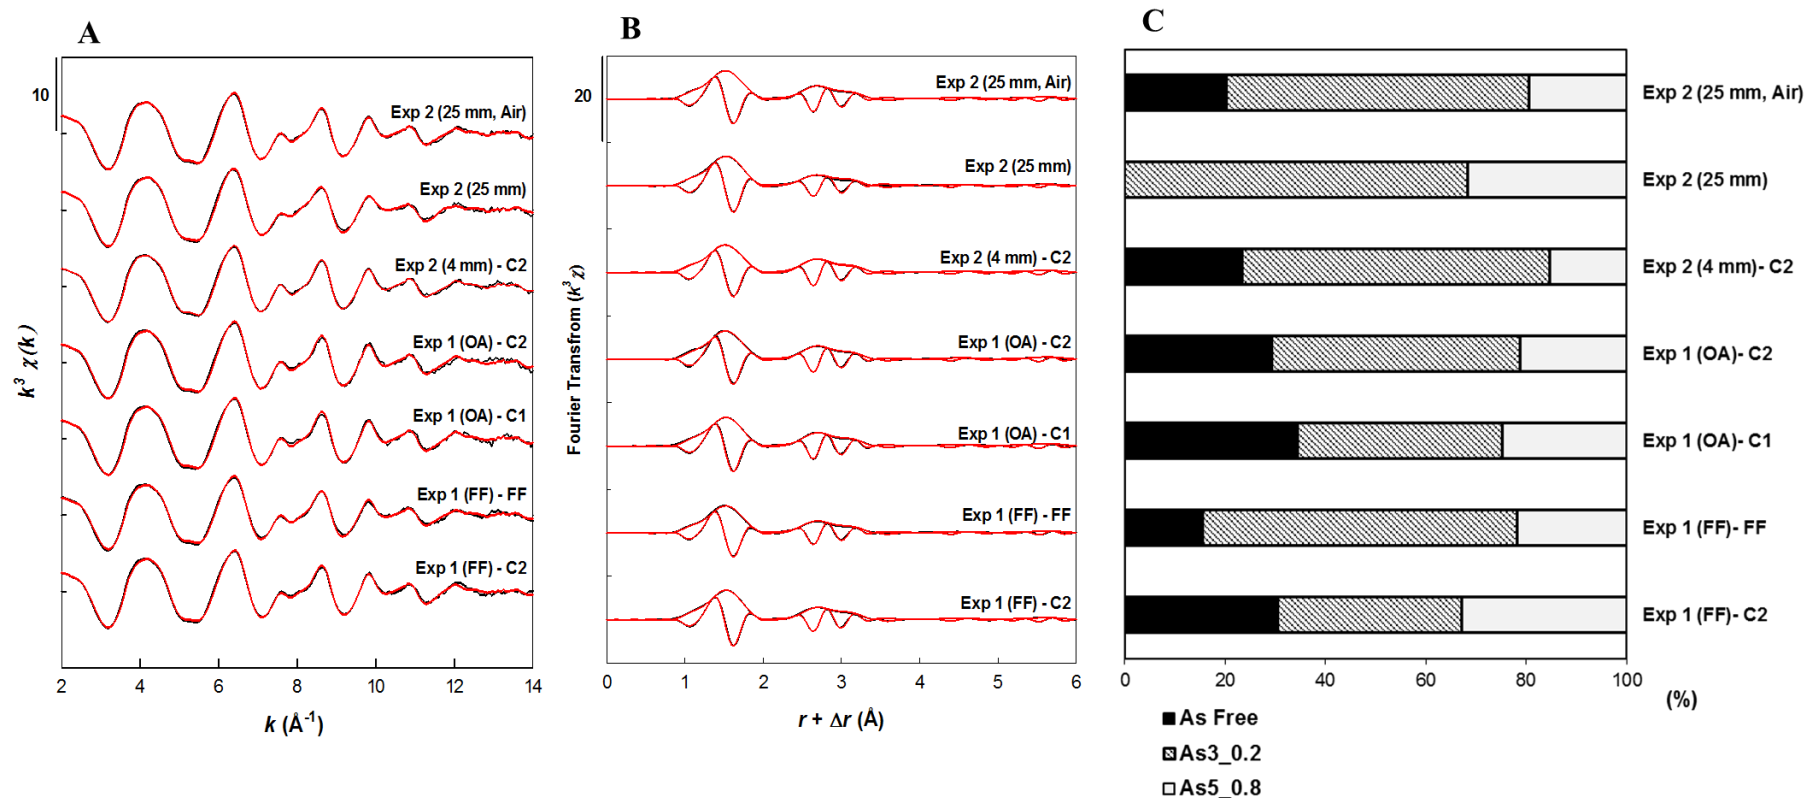 A
10
Exp 2 (25 mm, Air)
Exp 2 (25 mm)
Exp 2 (4 mm) - C2
Exp 1 (OA) - C2
Exp 1 (OA) - C1
Exp 1 (FF) - FF
Exp 1 (FF) - C2
k³ χ(k)
2 4 6 8 10 12 14
k (Å⁻¹)
B
20
Exp 2 (25 mm, Air)
Exp 2 (25 mm)
Exp 2 (4 mm) - C2
Exp 1 (OA) - C2
Exp 1 (OA) - C1
Exp 1 (FF) - FF
Exp 1 (FF) - C2
Fourier Transfrom (k³χ)
0 1 2 3 4 5 6
r + Δr (Å)
C
Exp 2 (25 mm, Air)
Exp 2 (25 mm)
Exp 2 (4 mm)- C2
Exp 1 (OA)- C2
Exp 1 (OA)- C1
Exp 1 (FF)- FF
Exp 1 (FF)- C2
0 20 40 60 80 100
(%)
As Free
As3_0.2
As5_0.8